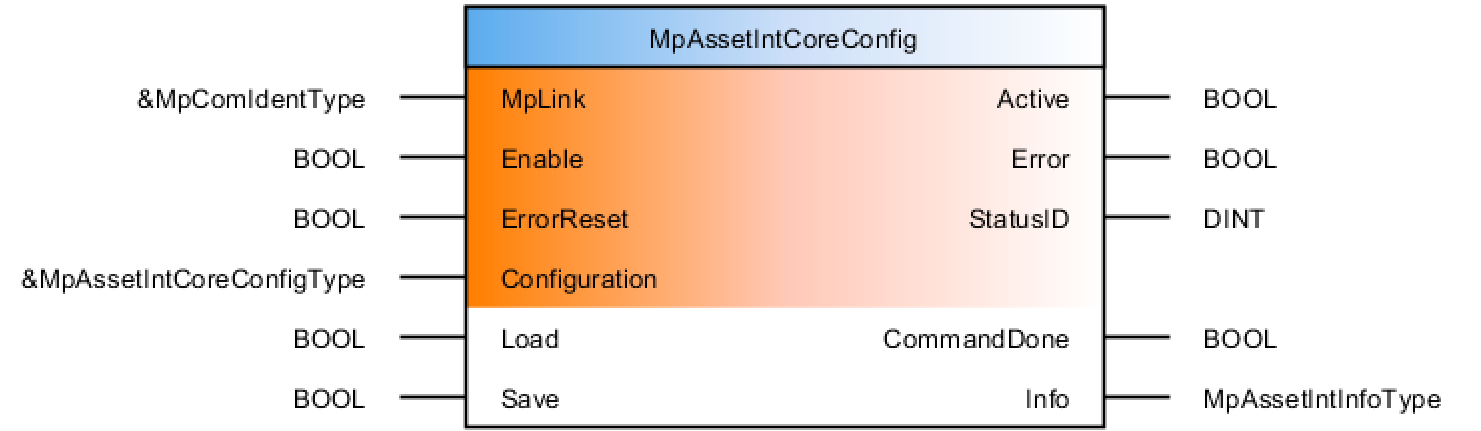 MpAssetIntCoreConfig
&MpComIdentType MpLink Active BOOL
BOOL Enable Error BOOL
BOOL ErrorReset StatusID DINT
&MpAssetIntCoreConfigType Configuration
BOOL Load CommandDone BOOL
BOOL Save Info MpAssetIntInfoType